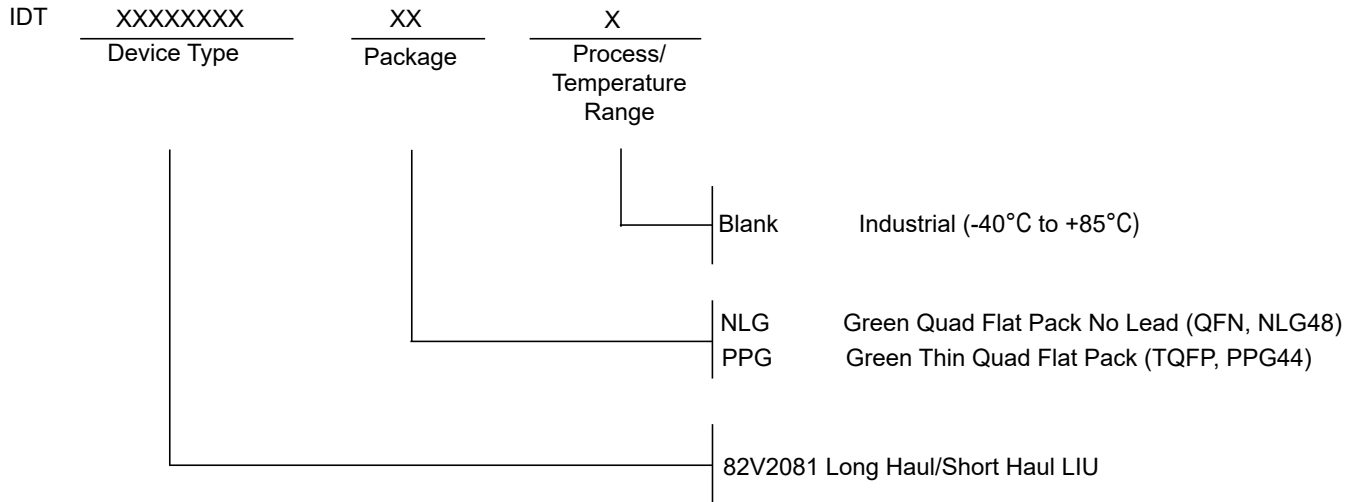 IDT XXXXXXXX XX X
Device Type Package Process/
Temperature
Range
Blank Industrial (-40°C to +85°C)
NLG Green Quad Flat Pack No Lead (QFN, NLG48)
PPG Green Thin Quad Flat Pack (TQFP, PPG44)
82V2081 Long Haul/Short Haul LIU